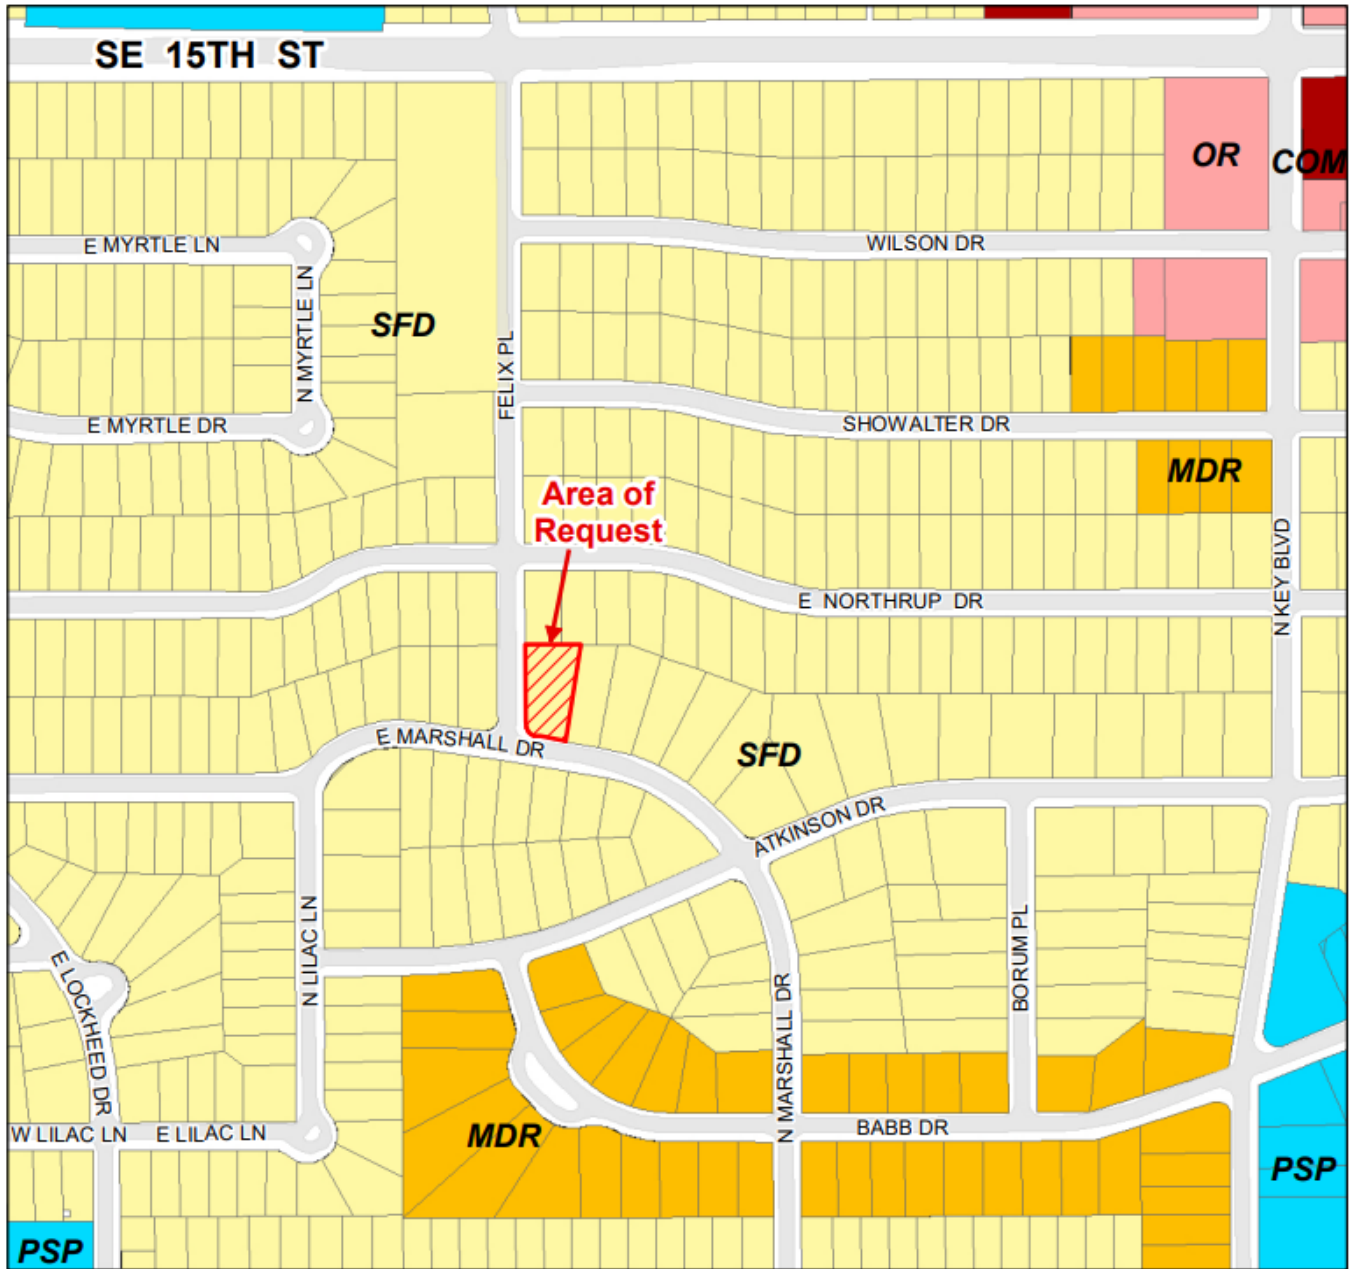 SE 15TH ST
OR
COM
E MYRTLE LN
WILSON DR
N MYRTLE LN
SFD
FELIX PL
E MYRTLE DR
SHOWALTER DR
MDR
Area of
Request
N KEY BLVD
E NORTHRUP DR
E MARSHALL DR
SFD
ATKINSON DR
N LILAC LN
BORUM PL
E LOCKHEED DR
N MARSHALL DR
W LILAC LN
E LILAC LN
MDR
BABB DR
PSP
PSP